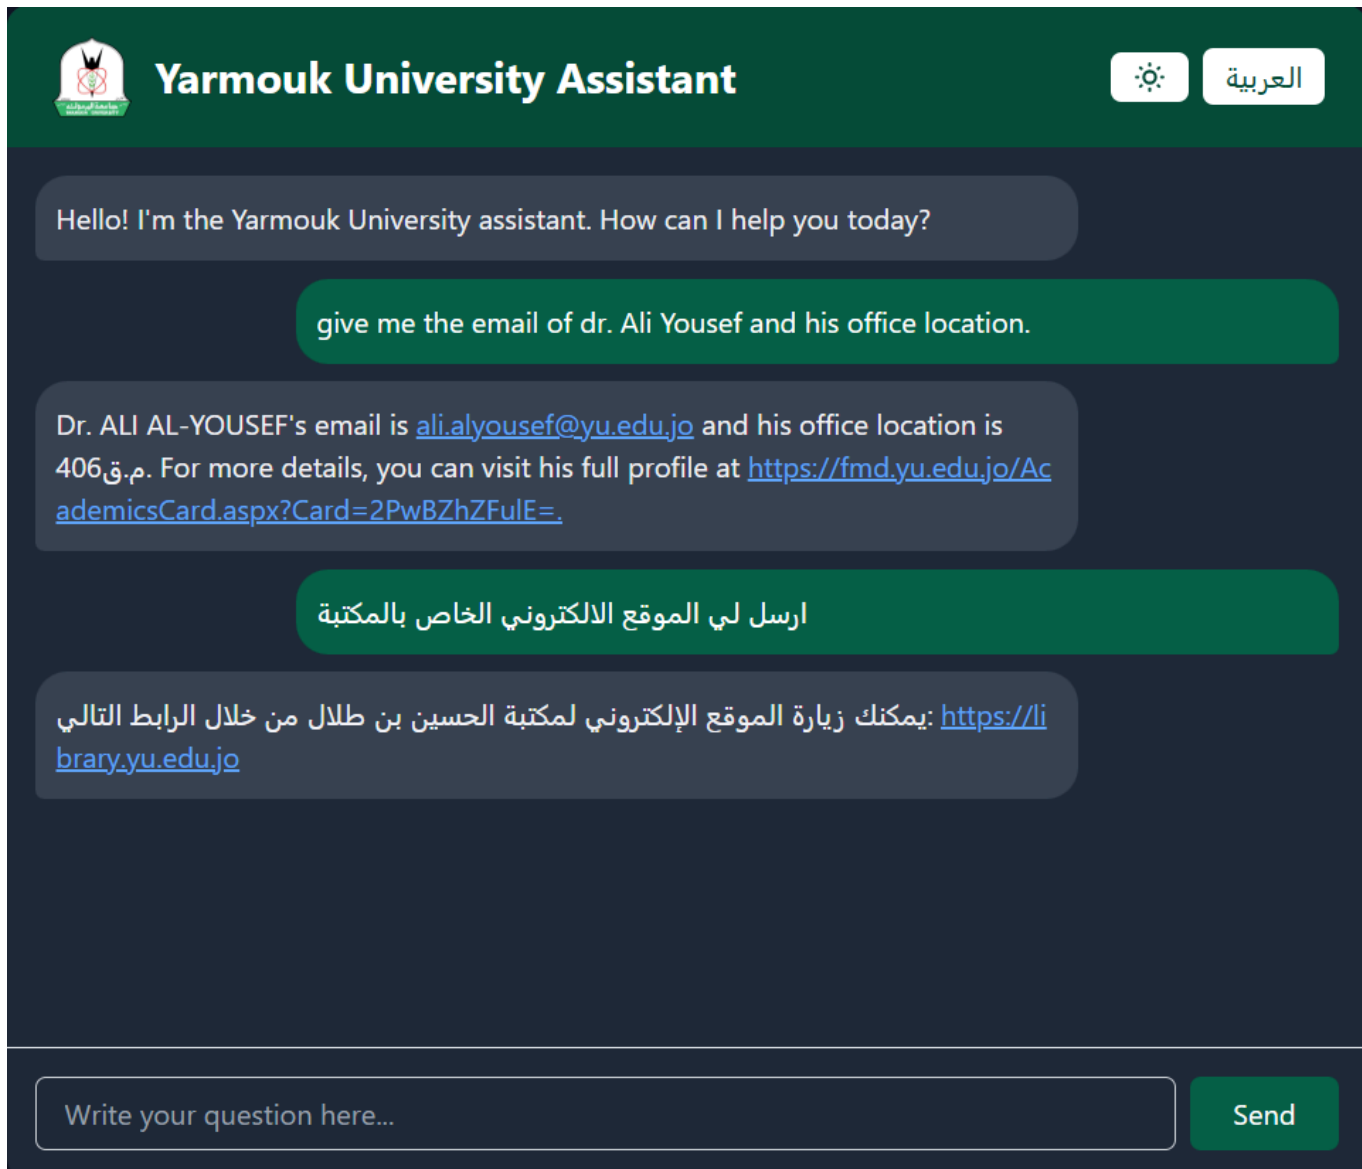 Yarmouk University Assistant
العربية
Hello! I'm the Yarmouk University assistant. How can I help you today?
give me the email of dr. Ali Yousef and his office location.
Dr. ALI AL-YOUSEF's email is ali.alyousef@yu.edu.jo and his office location is
م.ق406. For more details, you can visit his full profile at https://fmd.yu.edu.jo/Ac
ademicsCard.aspx?Card=2PwBZhZFulE=.
ارسل لي الموقع الالكتروني الخاص بالمكتبة
يمكنك زيارة الموقع الإلكتروني لمكتبة الحسين بن طلال من خلال الرابط التالي: https://li
brary.yu.edu.jo
Write your question here...
Send